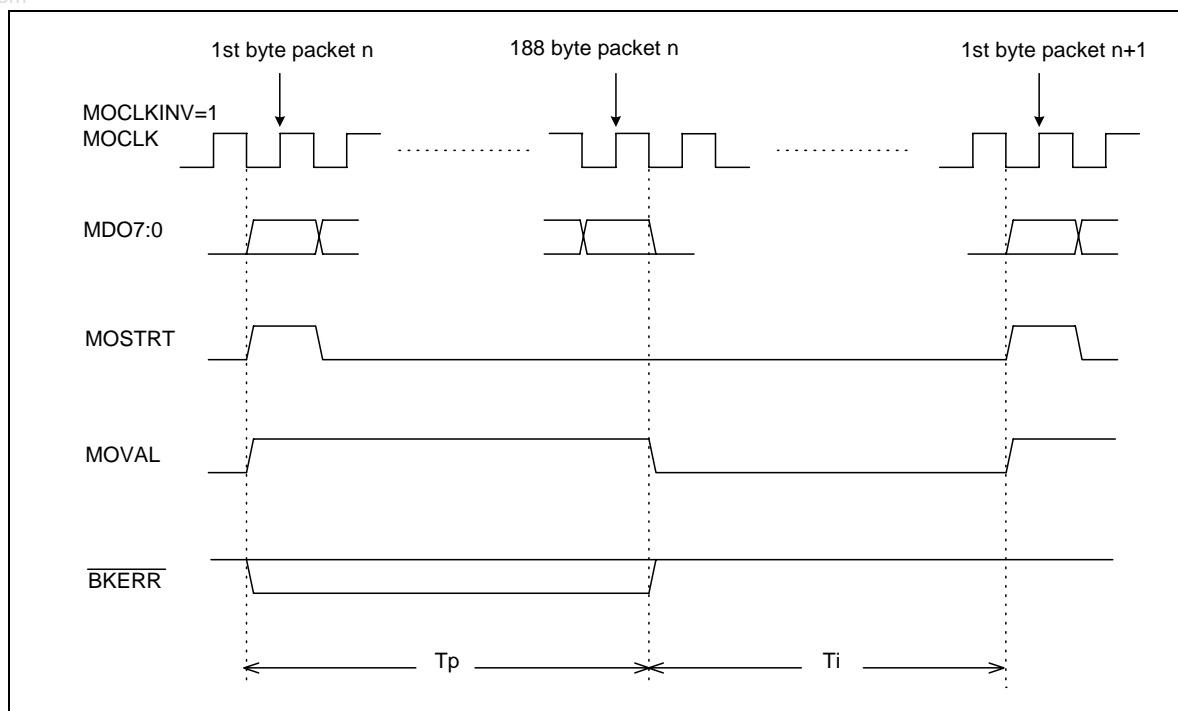 1st byte packet n
188 byte packet n
1st byte packet n+1
MOCLKINV=1
MOCLK
MDO7:0
MOSTRT
MOVAL
BKERR
Tp
Ti